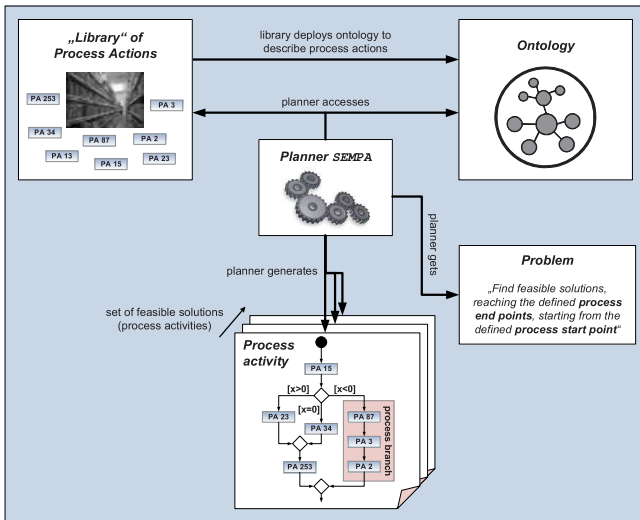 „Library" of
Process Actions
PA 253
PA 3
PA 34
PA 87
PA 2
PA 13
PA 15
PA 23
library deploys ontology to
describe process actions
planner accesses
Ontology
Planner SEMPA
planner gets
planner generates
Problem
„Find feasible solutions,
reaching the defined process
end points, starting from the
defined process start point"
set of feasible solutions
(process activities)
Process
activity
PA 15
[x>0]
[x<0]
[x=0]
PA 23
PA 34
PA 87
PA 3
PA 253
PA 2
process branch